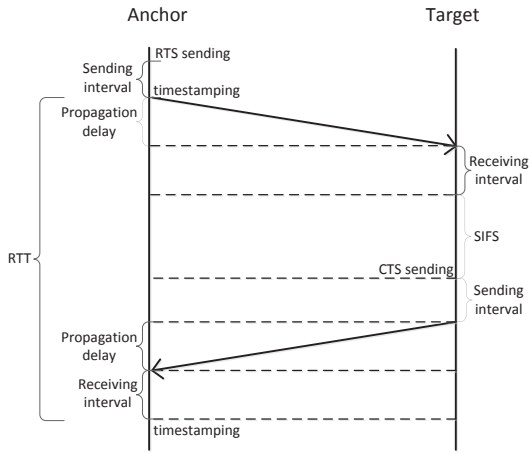 Anchor
Target
RTS sending
Sending
interval
timestamping
Propagation
delay
Receiving
interval
SIFS
RTT
CTS sending
Sending
interval
Propagation
delay
Receiving
interval
timestamping